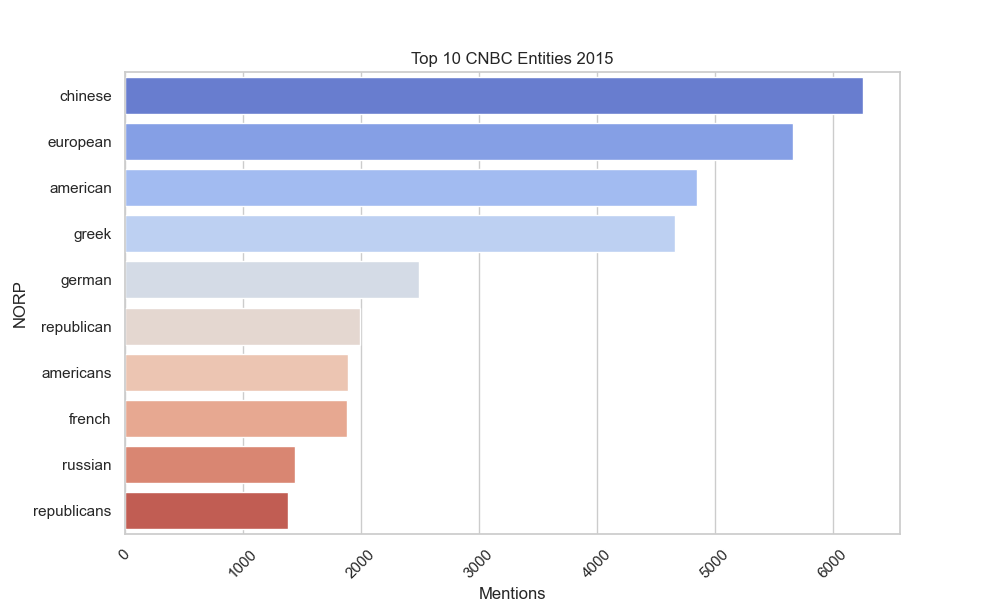 Top 10 CNBC Entities 2015
NORP
chinese
european
american
greek
german
republican
americans
french
russian
republicans
0 1000 2000 3000 4000 5000 6000
Mentions